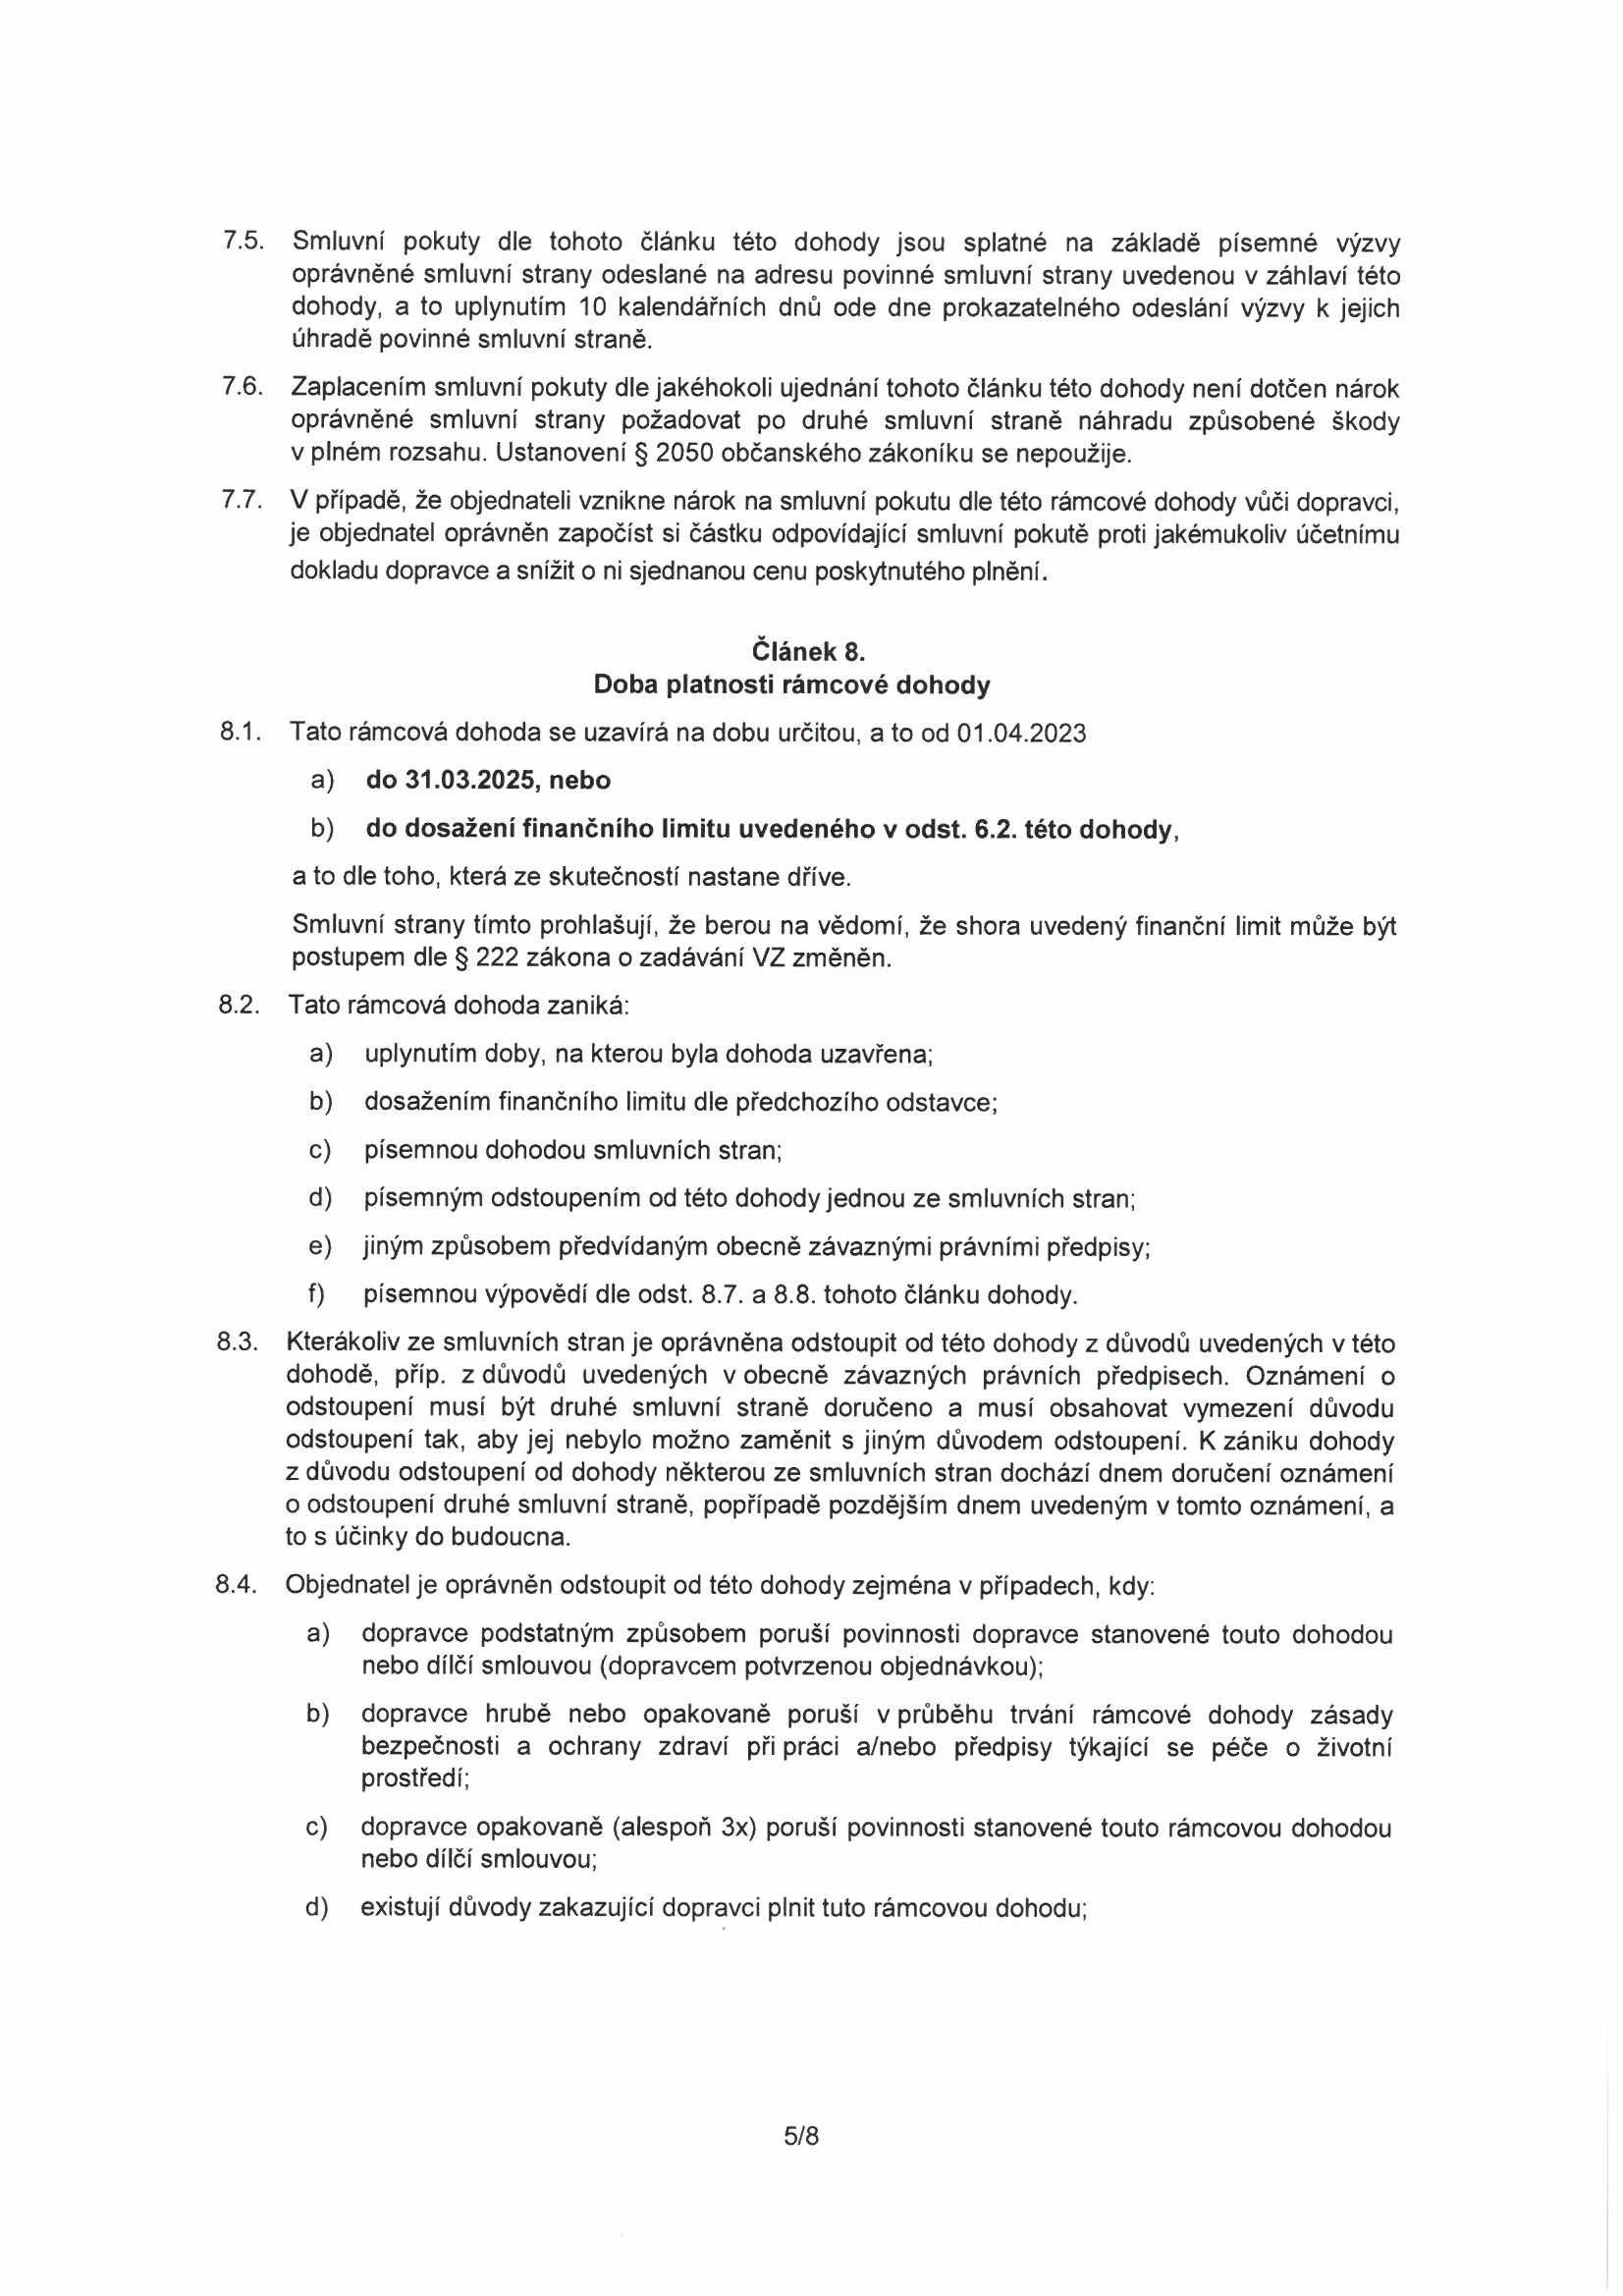 7.5. Smluvní pokuty dle tohoto článku této dohody jsou splatné na základě písemné výzvy
oprávněné smluvní strany odeslané na adresu povinné smluvní strany uvedenou v záhlaví této
dohody, a to uplynutím 10 kalendářních dnů ode dne prokazatelného odeslání výzvy k jejich
úhradě povinné smluvní straně.
7.6. Zaplacením smluvní pokuty dle jakéhokoli ujednání tohoto článku této dohody není dotčen nárok
oprávněné smluvní strany požadovat po druhé smluvní straně náhradu způsobené škody
v plném rozsahu. Ustanovení § 2050 občanského zákoníku se nepoužije.
7.7. V případě, že objednateli vznikne nárok na smluvní pokutu dle této rámcové dohody vůči dopravci,
je objednatel oprávněn započíst si částku odpovídající smluvní pokutě proti jakémukoliv účetnímu
dokladu dopravce a snížit o ni sjednanou cenu poskytnutého plnění.
Článek 8.
Doba platnosti rámcové dohody
8.1. Tato rámcová dohoda se uzavírá na dobu určitou, a to od 01.04.2023
a) do 31.03.2025, nebo
b) do dosažení finančního limitu uvedeného v odst. 6.2. této dohody,
a to dle toho, která ze skutečností nastane dříve.
Smluvní strany tímto prohlašují, že berou na vědomí, že shora uvedený finanční limit může být
postupem dle § 222 zákona o zadávání VZ změněn.
8.2. Tato rámcová dohoda zaniká:
a) uplynutím doby, na kterou byla dohoda uzavřena;
b) dosažením finančního limitu dle předchozího odstavce;
c) písemnou dohodou smluvních stran;
d) písemným odstoupením od této dohody jednou ze smluvních stran;
e) jiným způsobem předvídaným obecně závaznými právními předpisy;
f) písemnou výpovědí dle odst. 8.7. a 8.8. tohoto článku dohody.
8.3. Kterákoliv ze smluvních stran je oprávněna odstoupit od této dohody z důvodů uvedených v této
dohodě, příp. z důvodů uvedených v obecně závazných právních předpisech. Oznámení o
odstoupení musí být druhé smluvní straně doručeno a musí obsahovat vymezení důvodu
odstoupení tak, aby jej nebylo možno zaměnit s jiným důvodem odstoupení. K zániku dohody
z důvodu odstoupení od dohody některou ze smluvních stran dochází dnem doručení oznámení
o odstoupení druhé smluvní straně, popřípadě pozdějším dnem uvedeným v tomto oznámení, a
to s účinky do budoucna.
8.4. Objednatel je oprávněn odstoupit od této dohody zejména v případech, kdy:
a) dopravce podstatným způsobem poruší povinnosti dopravce stanovené touto dohodou
nebo dílčí smlouvou (dopravcem potvrzenou objednávkou);
b) dopravce hrubě nebo opakovaně poruší v průběhu trvání rámcové dohody zásady
bezpečnosti a ochrany zdraví při práci a/nebo předpisy týkající se péče o životní
prostředí;
c) dopravce opakovaně (alespoň 3x) poruší povinnosti stanovené touto rámcovou dohodou
nebo dílčí smlouvou;
d) existují důvody zakazující dopravci plnit tuto rámcovou dohodu;
5/8